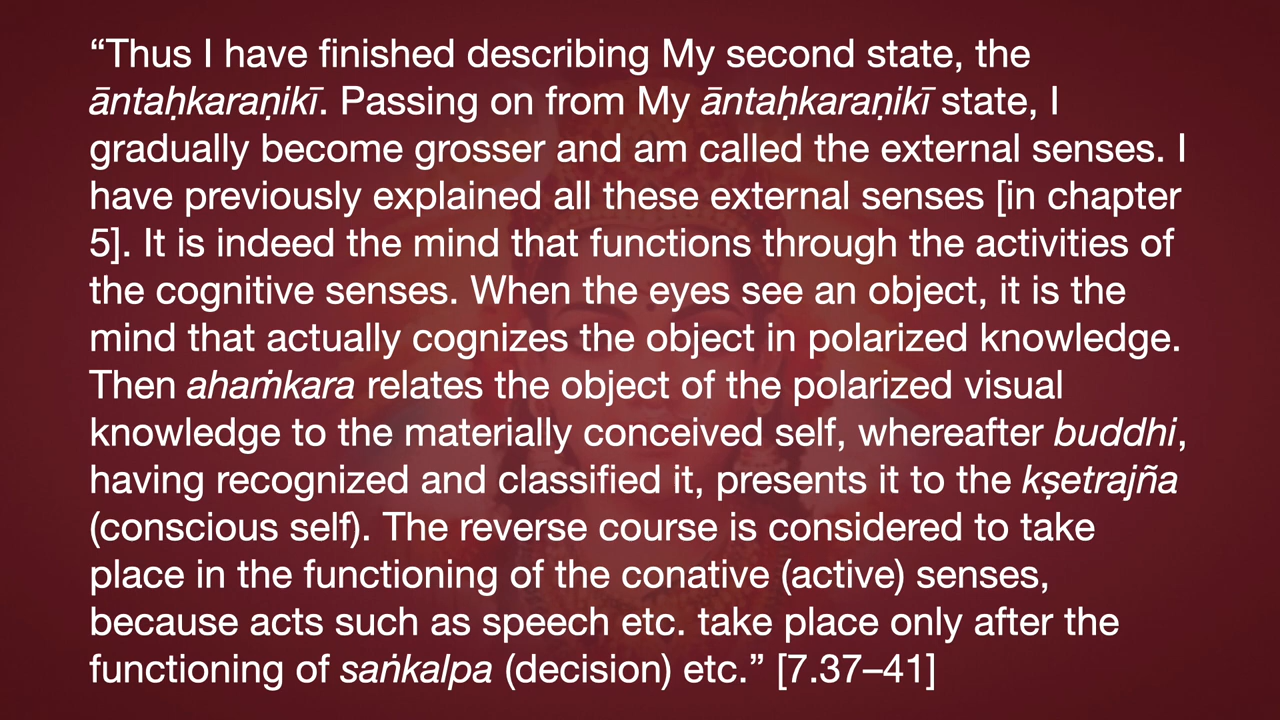 “Thus I have finished describing My second state, the
āntaḥkaraṇikī. Passing on from My āntaḥkaraṇikī state, I
gradually become grosser and am called the external senses. I
have previously explained all these external senses [in chapter
5]. It is indeed the mind that functions through the activities of
the cognitive senses. When the eyes see an object, it is the
mind that actually cognizes the object in polarized knowledge.
Then ahaṁkara relates the object of the polarized visual
knowledge to the materially conceived self, whereafter buddhi,
having recognized and classified it, presents it to the kṣetrajña
(conscious self). The reverse course is considered to take
place in the functioning of the conative (active) senses,
because acts such as speech etc. take place only after the
functioning of saṅkalpa (decision) etc.” [7.37–41]